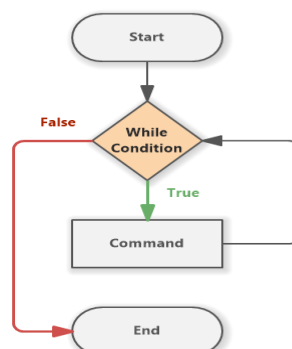 Start
False
While
Condition
True
Command
End